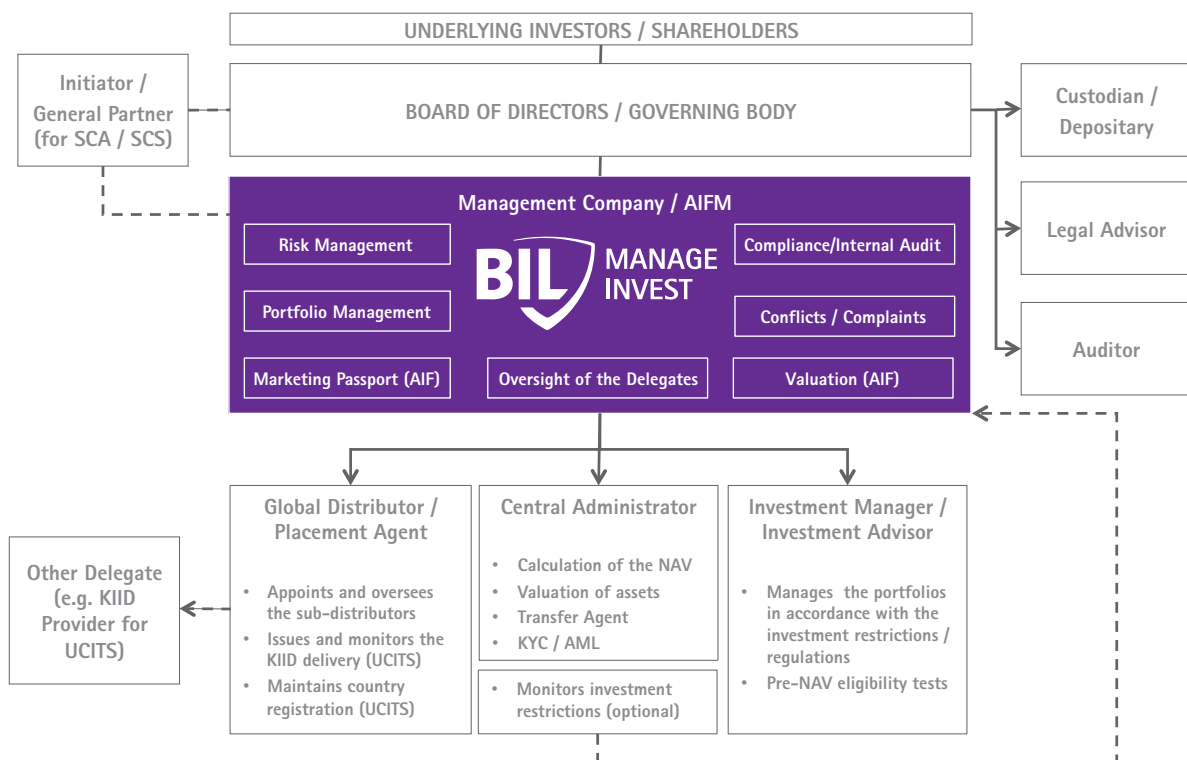 UNDERLYING INVESTORS / SHAREHOLDERS
Initiator /
General Partner
(for SCA / SCS)
BOARD OF DIRECTORS / GOVERNING BODY
Custodian /
Depositary
Legal Advisor
Auditor
Management Company / AIFM
Risk Management
Portfolio Management
Marketing Passport (AIF)
BIL MANAGE
INVEST
Oversight of the Delegates
Compliance/Internal Audit
Conflicts / Complaints
Valuation (AIF)
Other Delegate
(e.g. KIID
Provider for
UCITS)
Global Distributor /
Placement Agent
• Appoints and oversees
the sub-distributors
• Issues and monitors the
KIID delivery (UCITS)
• Maintains country
registration (UCITS)
Central Administrator
• Calculation of the NAV
• Valuation of assets
• Transfer Agent
• KYC / AML
• Monitors investment
restrictions (optional)
Investment Manager /
Investment Advisor
• Manages the portfolios
in accordance with the
investment restrictions /
regulations
• Pre-NAV eligibility tests